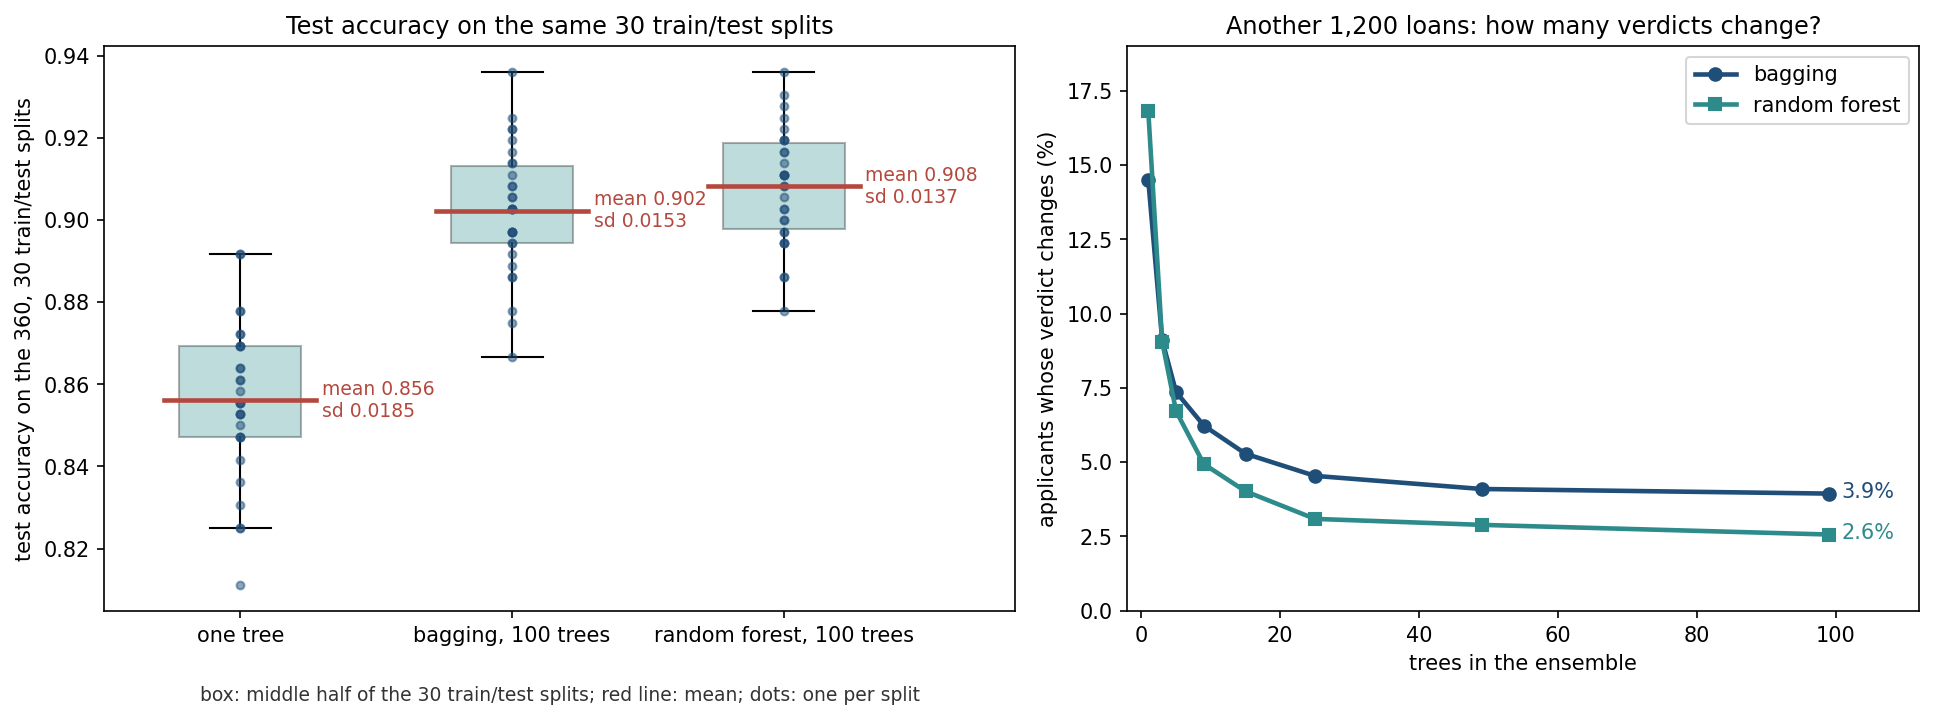 Test accuracy on the same 30 train/test splits
test accuracy on the 360, 30 train/test splits
0.94
0.92
0.90
0.88
0.86
0.84
0.82
mean 0.856
sd 0.0185
mean 0.902
sd 0.0153
mean 0.908
sd 0.0137
one tree
bagging, 100 trees
random forest, 100 trees
box: middle half of the 30 train/test splits; red line: mean; dots: one per split
Another 1,200 loans: how many verdicts change?
applicants whose verdict changes (%)
17.5
15.0
12.5
10.0
7.5
5.0
2.5
0.0
bagging
random forest
3.9%
2.6%
0
20
40
60
80
100
trees in the ensemble